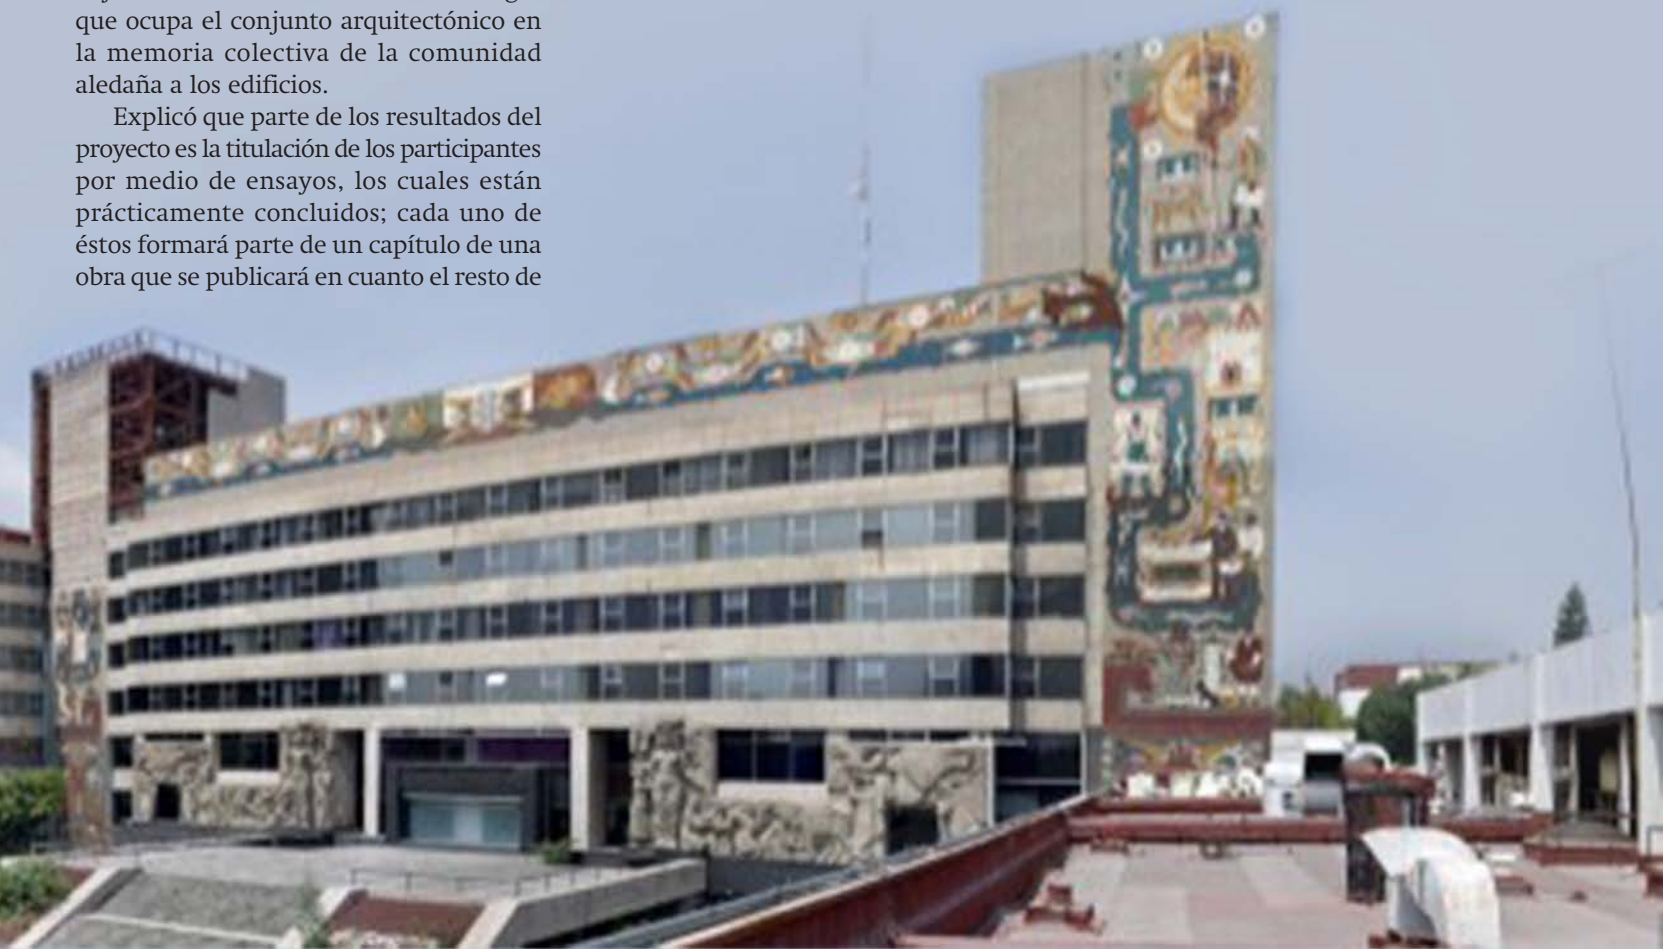 que ocupa el conjunto arquitectónico en
la memoria colectiva de la comunidad
aledaña a los edificios.
Explicó que parte de los resultados del
proyecto es la titulación de los participantes
por medio de ensayos, los cuales están
prácticamente concluidos; cada uno de
éstos formará parte de un capítulo de una
obra que se publicará en cuanto el resto de